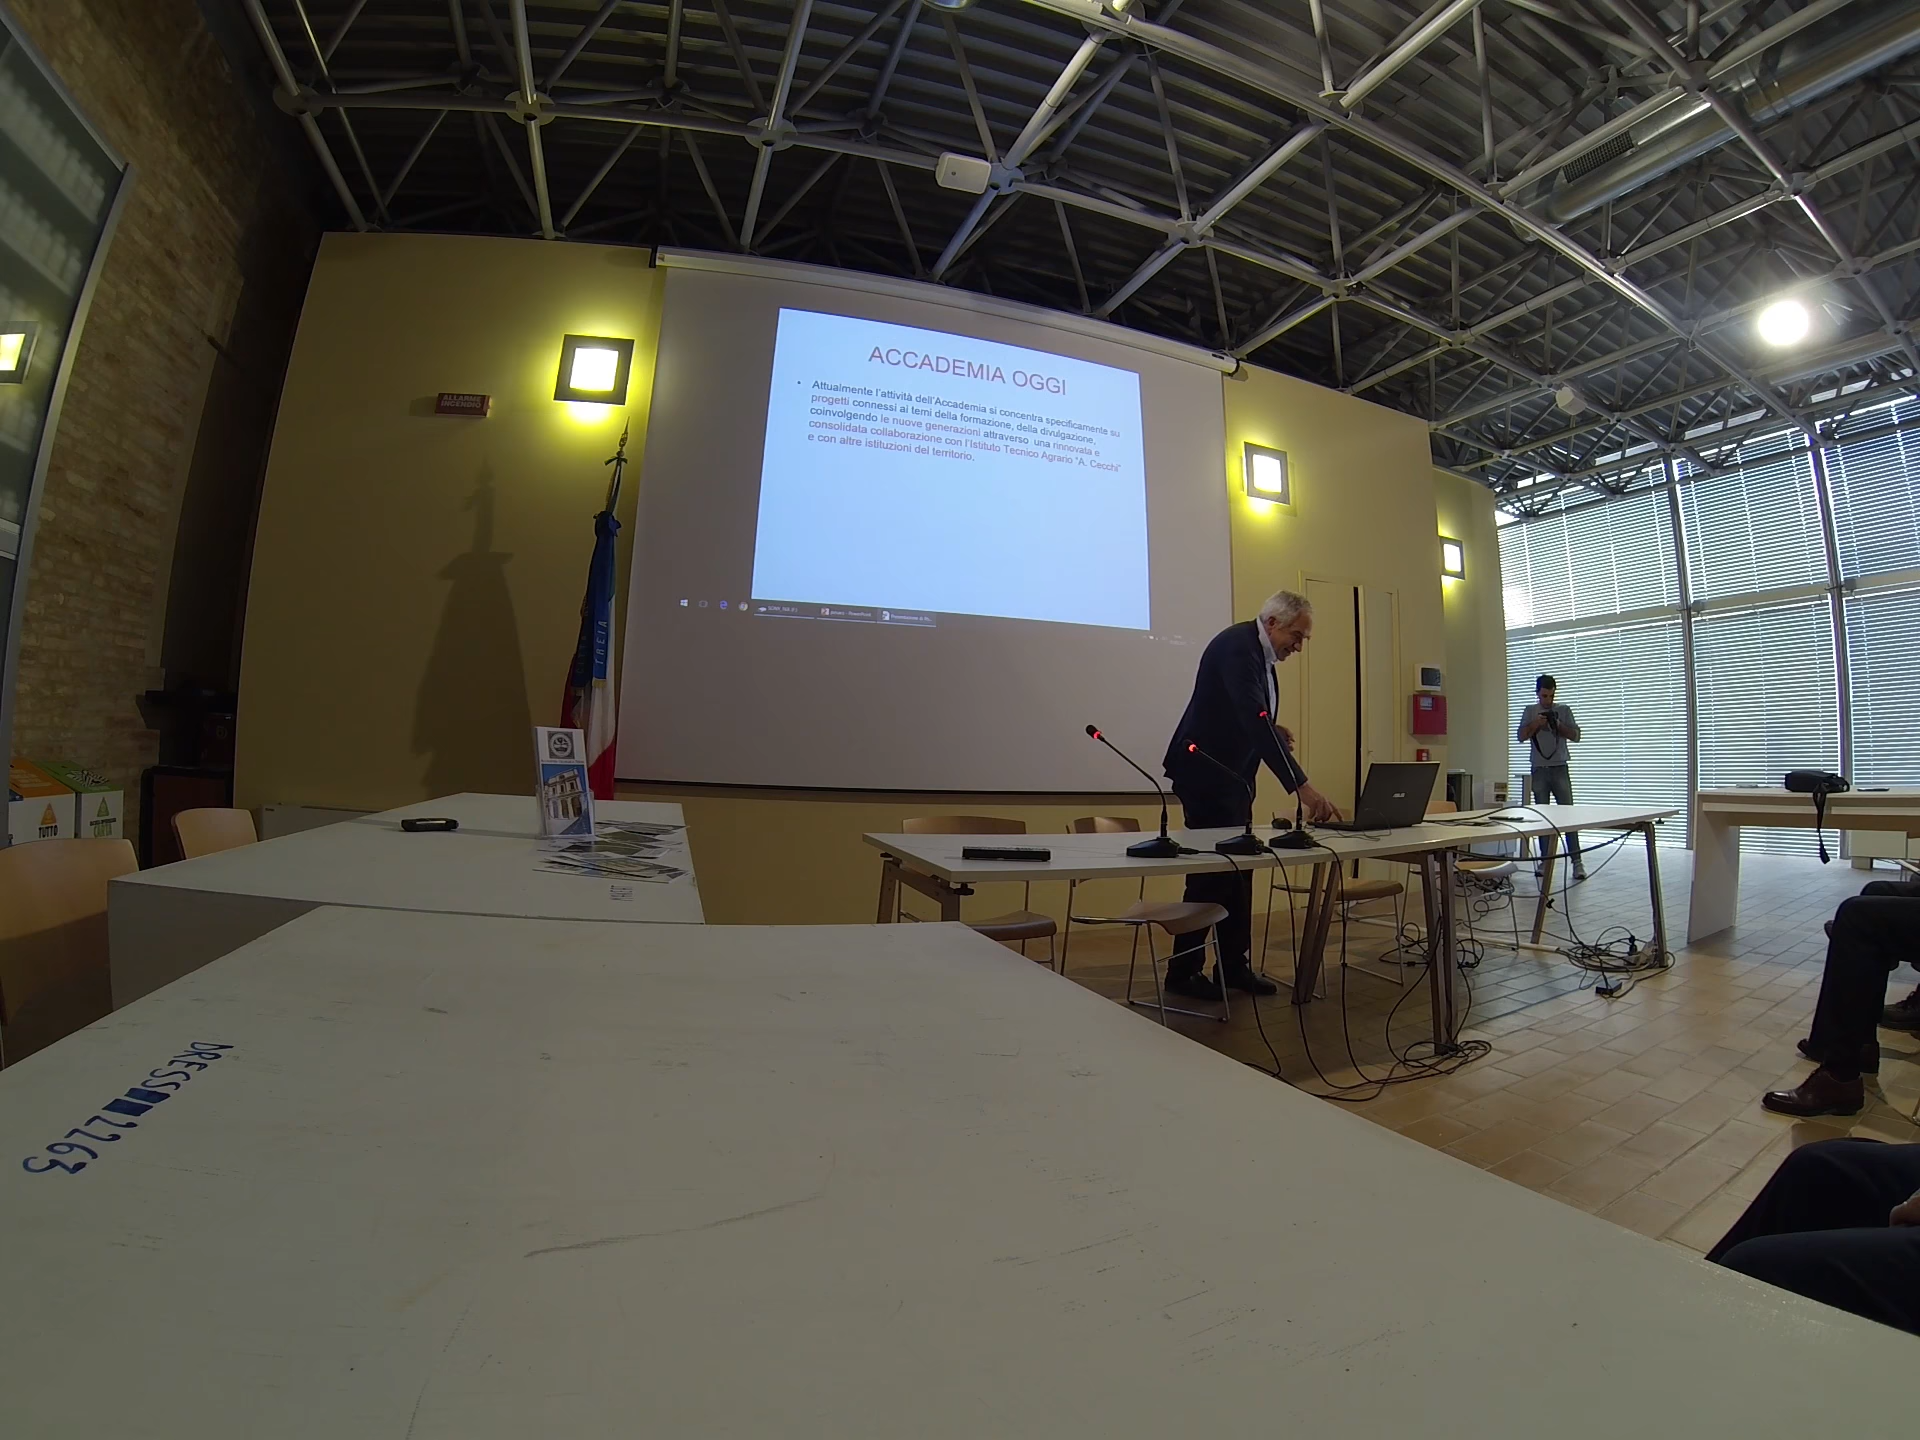 ACCADEMIA OGGI
• Attualmente l'attività dell'Accademia si concentra specificamente su
progetti connessi ai temi della formazione, della divulgazione,
coinvolgendo le nuove generazioni attraverso una rinnovata e
consolidata collaborazione con l'Istituto Tecnico Agrario "A. Cecchi"
e con altre istituzioni del territorio.
ALLARME
INCENDIO
TREIA
TUTTO
CARTA
ASUS
2263